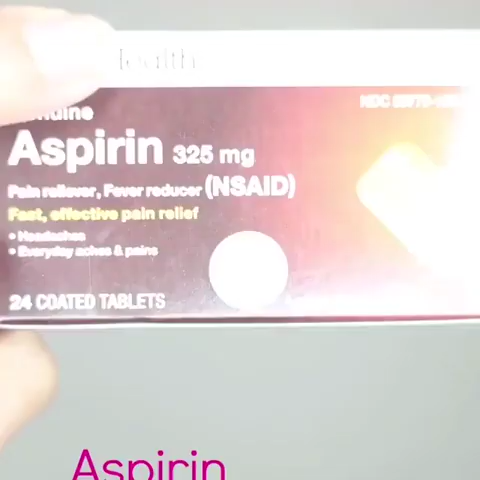 Health
Aspirin 325 mg
Pain reliever, Fever reducer (NSAID)
Fast, effective pain relief
• Headaches
• Everyday aches & pains
24 COATED TABLETS
NDC
Aspirin